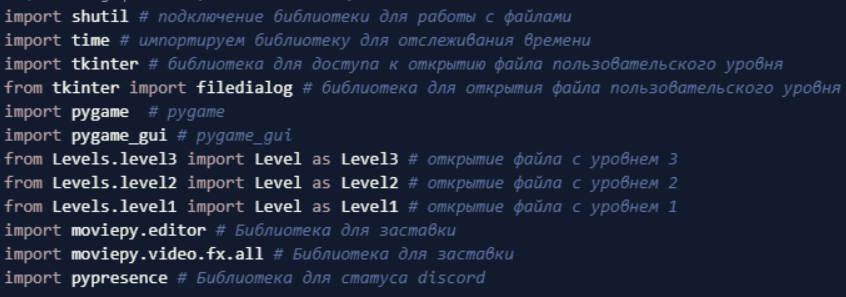 import shutil # подключение библиотеки для работы с файлами
import time # импортируем библиотеку для отслеживания времени
import tkinter # библиотека для доступа к открытию файла пользовательского уровня
from tkinter import filedialog # библиотека для открытия файла пользовательского уровня
import pygame  # pygame
import pygame_gui # pygame_gui
from Levels.level3 import Level as Level3 # открытие файла с уровнем 3
from Levels.level2 import Level as Level2 # открытие файла с уровнем 2
from Levels.level1 import Level as Level1 # открытие файла с уровнем 1
import moviepy.editor # Библиотека для заставки
import moviepy.video.fx.all # Библиотека для заставки
import pypresence # Библиотека для статуса discord